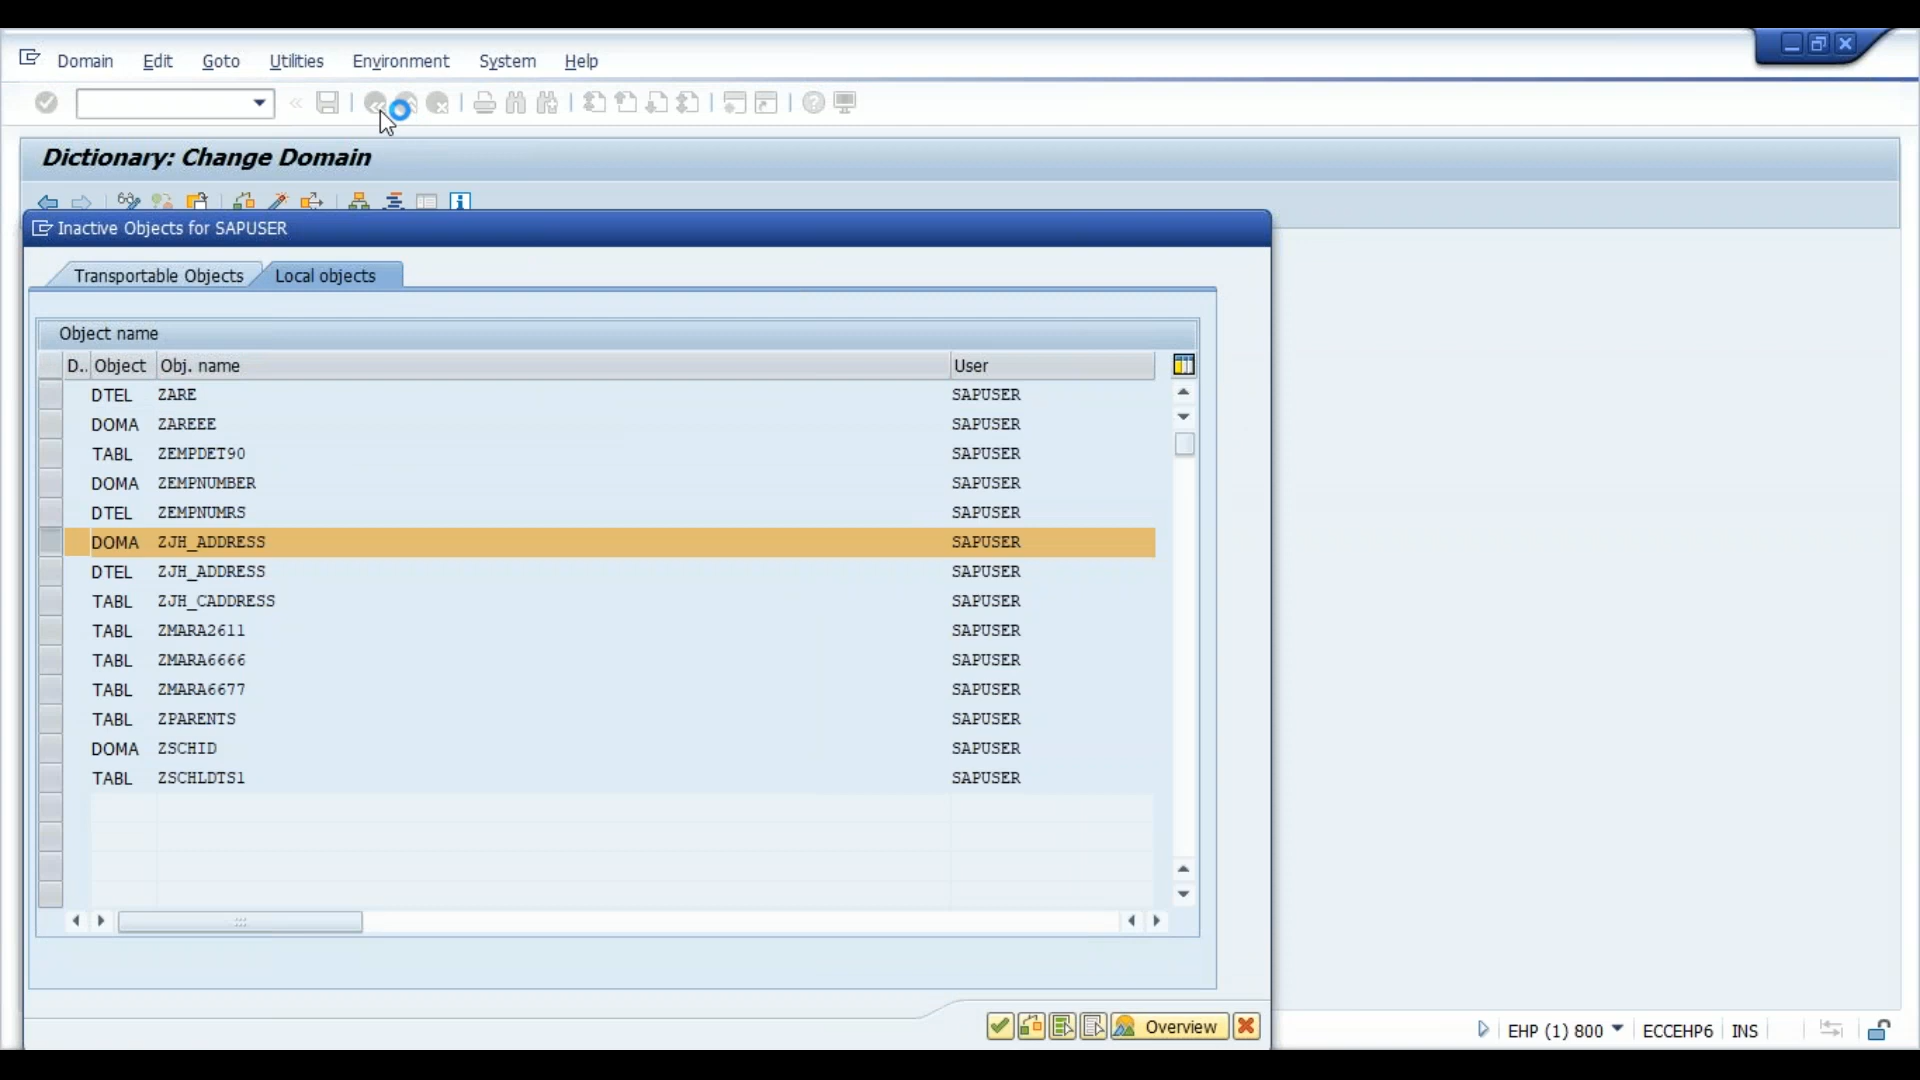 Domain Edit Goto Utilities Environment System Help
Dictionary: Change Domain
Inactive Objects for SAPUSER
Transportable Objects Local objects
Object name
D.. Object Obj. name User
DTEL ZARE SAPUSER
DOMA ZAREEE SAPUSER
TABL ZEMPDET90 SAPUSER
DOMA ZEMPNUMBER SAPUSER
DTEL ZEMPNUMRS SAPUSER
DOMA ZJH_ADDRESS SAPUSER
DTEL ZJH_ADDRESS SAPUSER
TABL ZJH_CADDRESS SAPUSER
TABL ZMARA2611 SAPUSER
TABL ZMARA6666 SAPUSER
TABL ZMARA6677 SAPUSER
TABL ZPARENTS SAPUSER
DOMA ZSCHID SAPUSER
TABL ZSCHLDTS1 SAPUSER
Overview
EHP (1) 800 ECCEHP6 INS